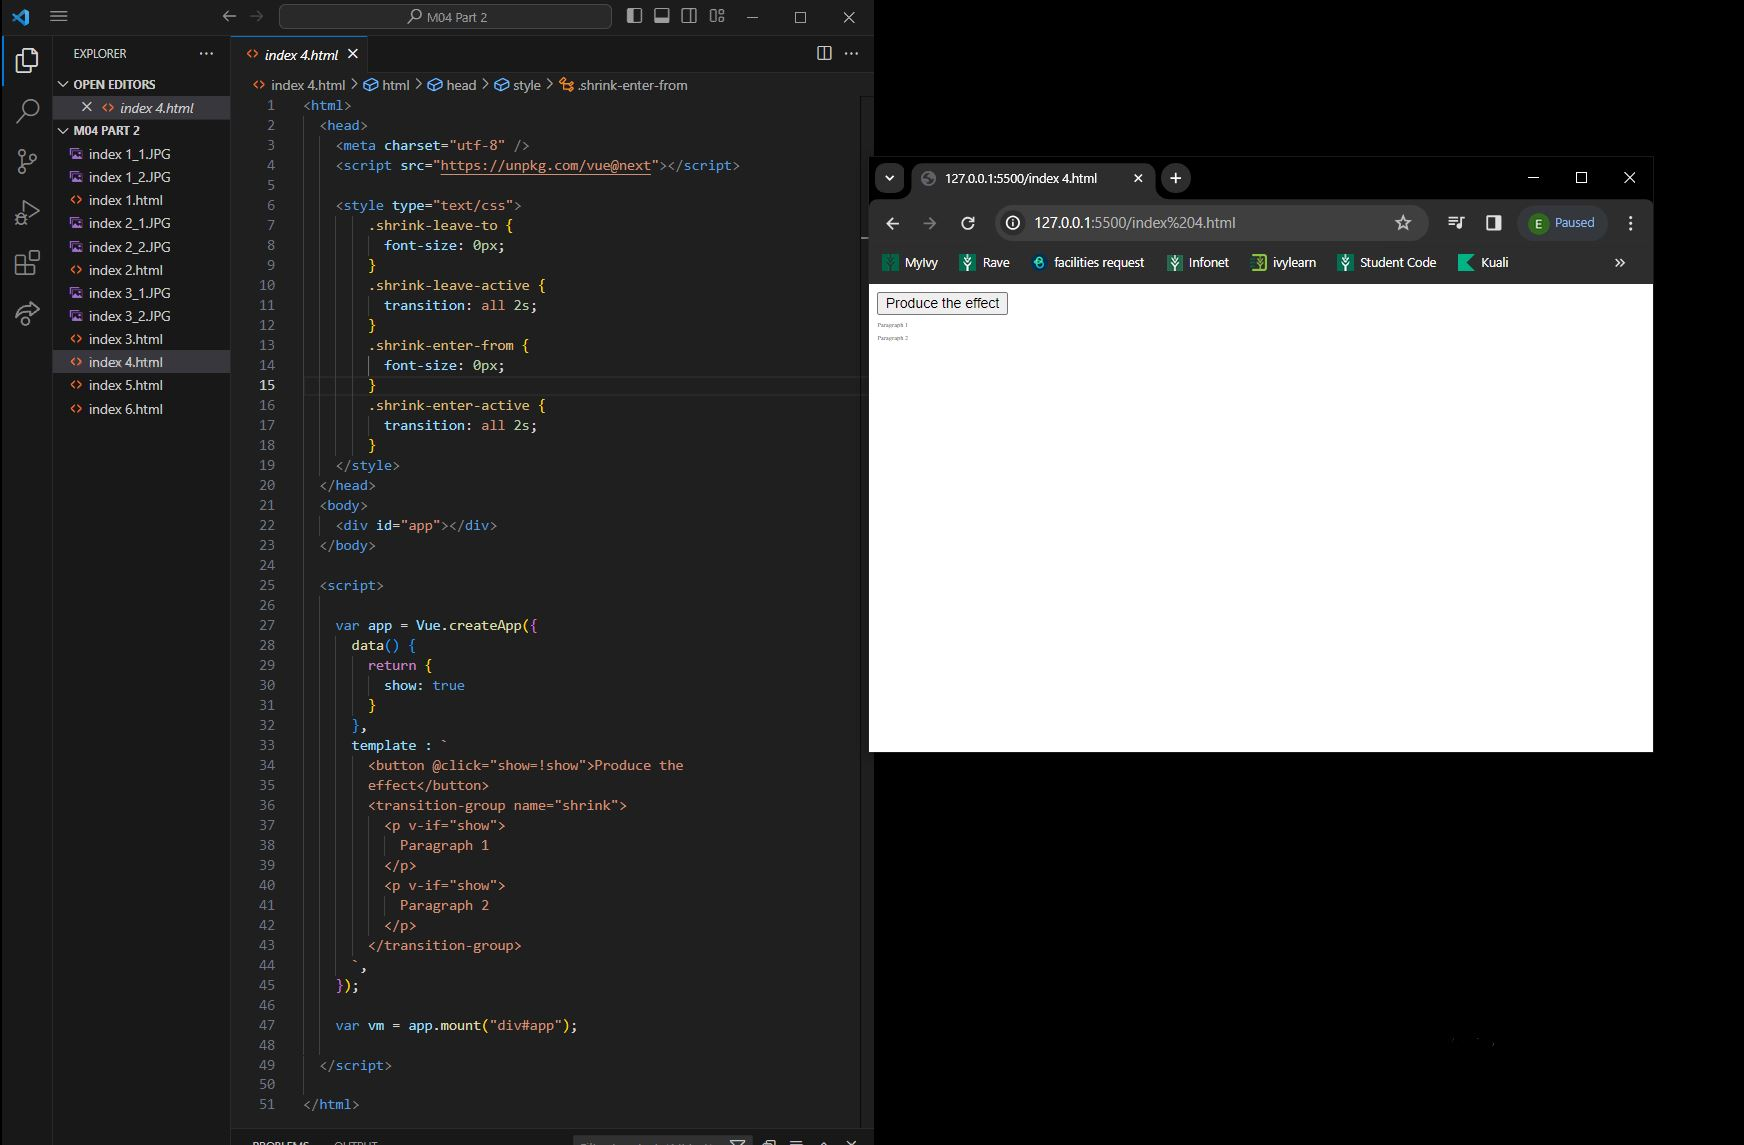 M04 Part 2
EXPLORER
OPEN EDITORS
index 4.html
M04 PART 2
index 1_1.JPG
index 1_2.JPG
index 1.html
index 2_1.JPG
index 2_2.JPG
index 2.html
index 3_1.JPG
index 3_2.JPG
index 3.html
index 4.html
index 5.html
index 6.html
index 4.html
index 4.html > html > head > style > .shrink-enter-from
1 <html>
2 <head>
3 <meta charset="utf-8" />
4 <script src="https://unpkg.com/vue@next"></script>
5
6 <style type="text/css">
7 .shrink-leave-to {
8 font-size: 0px;
9 }
10 .shrink-leave-active {
11 transition: all 2s;
12 }
13 .shrink-enter-from {
14 font-size: 0px;
15 }
16 .shrink-enter-active {
17 transition: all 2s;
18 }
19 </style>
20 </head>
21 <body>
22 <div id="app"></div>
23 </body>
24
25 <script>
26
27 var app = Vue.createApp({
28 data() {
29 return {
30 show: true
31 }
32 },
33 template : `
34 <button @click="show=!show">Produce the
35 effect</button>
36 <transition-group name="shrink">
37 <p v-if="show">
38 Paragraph 1
39 </p>
40 <p v-if="show">
41 Paragraph 2
42 </p>
43 </transition-group>
44 `,
45 });
46
47 var vm = app.mount("div#app");
48
49 </script>
50
51 </html>
PROBLEMS OUTPUT
127.0.0.1:5500/index 4.html
127.0.0.1:5500/index%204.html
E Paused
MyIvy Rave facilities request Infonet ivylearn Student Code Kuali
Produce the effect
Paragraph 1
Paragraph 2